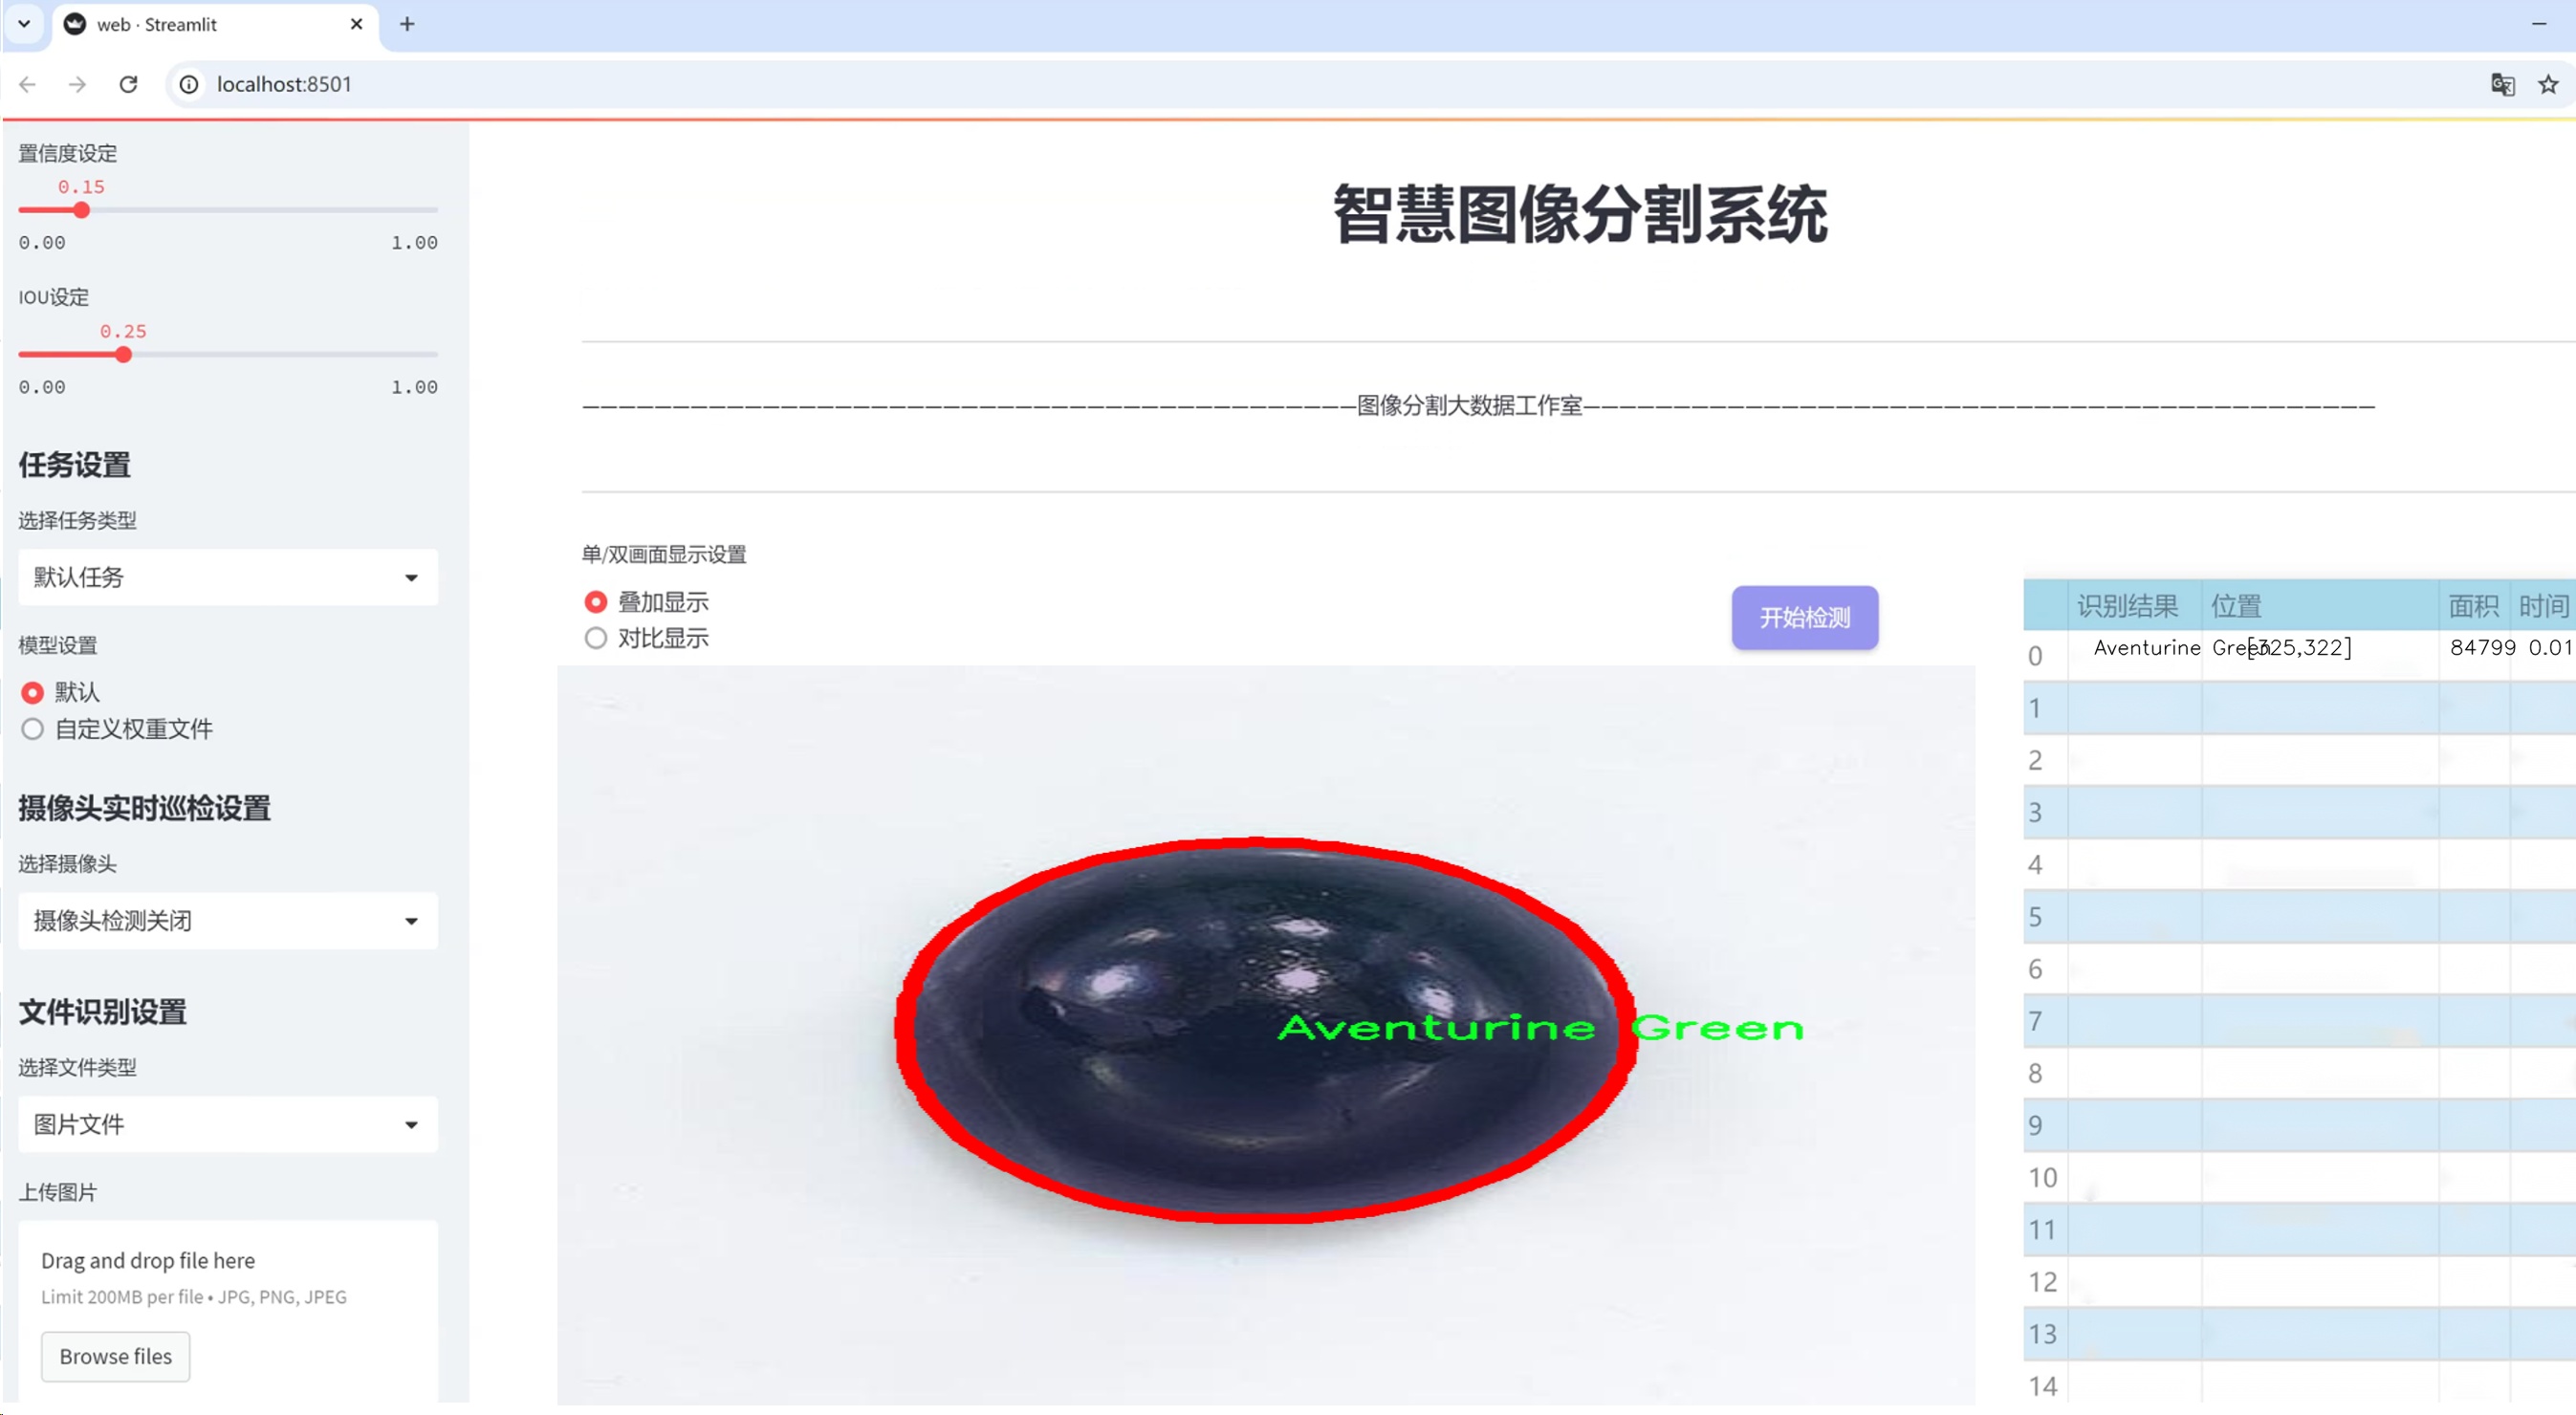 web · Streamlit
localhost:8501
置信度设定
0.15
0.00 1.00
IOU设定
0.25
0.00 1.00
任务设置
选择任务类型
默认任务
模型设置
默认
自定义权重文件
摄像头实时巡检设置
选择摄像头
摄像头检测关闭
文件识别设置
选择文件类型
图片文件
上传图片
Drag and drop file here
Limit 200MB per file • JPG, PNG, JPEG
Browse files
智慧图像分割系统
图像分割大数据工作室
单/双画面显示设置
叠加显示
对比显示
开始检测
Aventurine Green
识别结果 位置 面积 时间
0 Aventurine Green [325,322] 84799 0.01
1
2
3
4
5
6
7
8
9
10
11
12
13
14